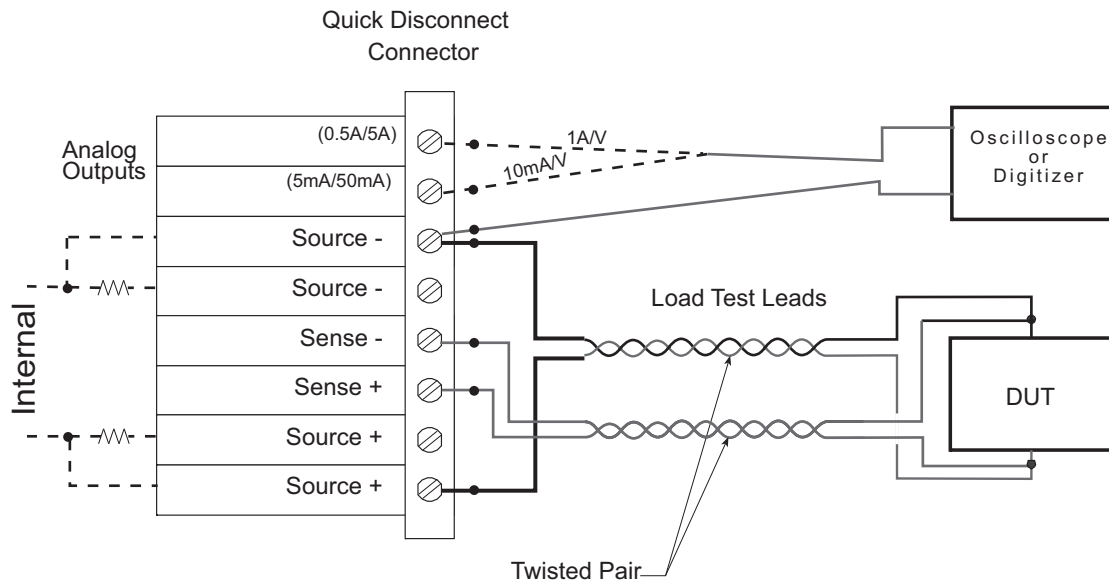 Quick Disconnect
Connector
Analog
Outputs
(0.5A/5A)
(5mA/50mA)
1A/V
10mA/V
Oscilloscope
or
Digitizer
Source -
Source -
Sense -
Sense +
Source +
Source +
Internal
Load Test Leads
DUT
Twisted Pair